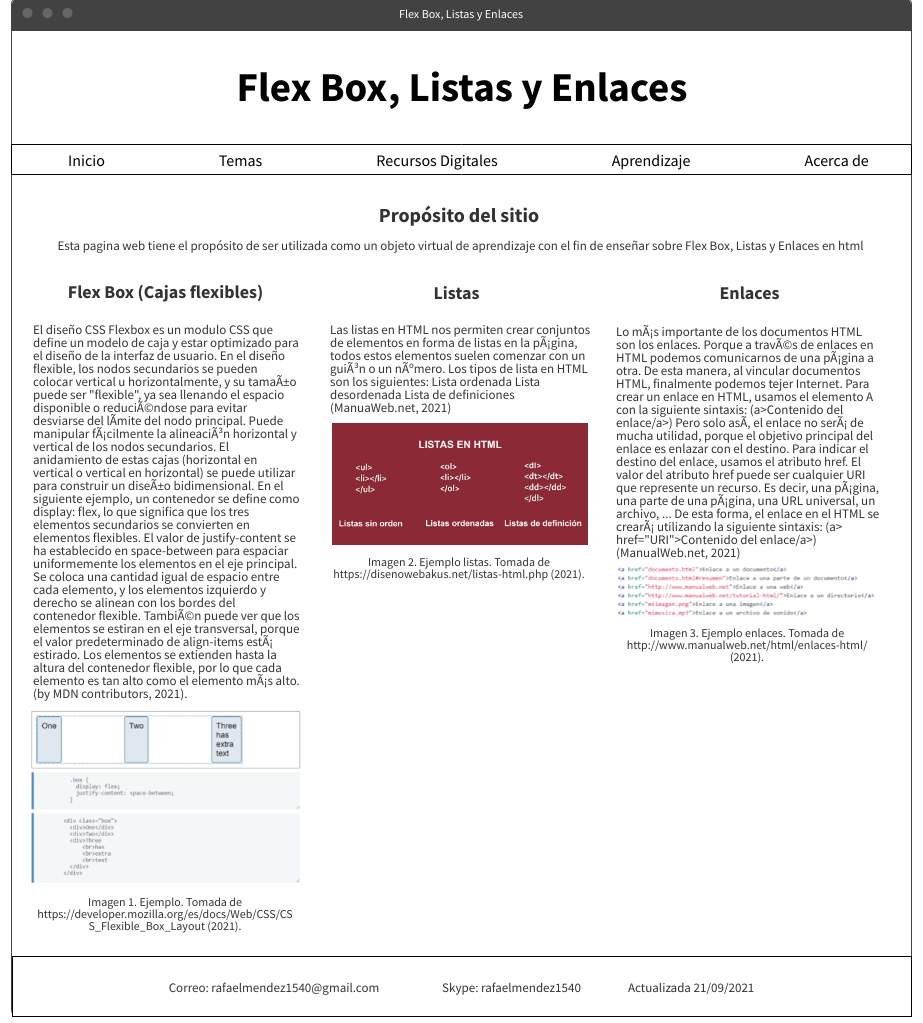 Flex Box, Listas y Enlaces
Flex Box, Listas y Enlaces
Inicio Temas Recursos Digitales Aprendizaje Acerca de
Propósito del sitio
Esta pagina web tiene el propósito de ser utilizada como un objeto virtual de aprendizaje con el fin de enseñar sobre Flex Box, Listas y Enlaces en html
Flex Box (Cajas flexibles)
El diseño CSS Flexbox es un modulo CSS que
define un modelo de caja y estar optimizado para
el diseño de la interfaz de usuario. En el diseño
flexible, los nodos secundarios se pueden
colocar vertical u horizontalmente, y su tamaÃ±o
puede ser "flexible", ya sea llenando el espacio
disponible o reduciÃ©ndose para evitar
desviarse del lÃ­mite del nodo principal. Puede
manipular fÃ¡cilmente la alineaciÃ³n horizontal y
vertical de los nodos secundarios. El
anidamiento de estas cajas (horizontal en
vertical o vertical en horizontal) se puede utilizar
para construir un diseÃ±o bidimensional. En el
siguiente ejemplo, un contenedor se define como
display: flex, lo que significa que los tres
elementos secundarios se convierten en
elementos flexibles. El valor de justify-content se
ha establecido en space-between para espaciar
uniformemente los elementos en el eje principal.
Se coloca una cantidad igual de espacio entre
cada elemento, y los elementos izquierdo y
derecho se alinean con los bordes del
contenedor flexible. TambiÃ©n puede ver que los
elementos se estiran en el eje transversal, porque
el valor predeterminado de align-items estÃ¡
estirado. Los elementos se extienden hasta la
altura del contenedor flexible, por lo que cada
elemento es tan alto como el elemento mÃ¡s alto.
(by MDN contributors, 2021).
One Two Three
has
extra
text
.box {
display: flex;
justify-content: space-between;
}
<div class="box">
<div>One</div>
<div>Two</div>
<div>Three
<br>has
<br>extra
<br>text
</div>
</div>
Imagen 1. Ejemplo. Tomada de
https://developer.mozilla.org/es/docs/Web/CSS/CS
S_Flexible_Box_Layout (2021).
Listas
Las listas en HTML nos permiten crear conjuntos
de elementos en forma de listas en la pÃ¡gina,
todos estos elementos suelen comenzar con un
guiÃ³n o un nÃºmero. Los tipos de lista en HTML
son los siguientes: Lista ordenada Lista
desordenada Lista de definiciones
(ManuaWeb.net, 2021)
LISTAS EN HTML
<ul>
<li></li>
</ul>
Listas sin orden
<ol>
<li></li>
</ol>
Listas ordenadas
<dl>
<dt></dt>
<dd></dd>
</dl>
Listas de definición
Imagen 2. Ejemplo listas. Tomada de
https://disenowebakus.net/listas-html.php (2021).
Enlaces
Lo mÃ¡s importante de los documentos HTML
son los enlaces. Porque a travÃ©s de enlaces en
HTML podemos comunicarnos de una pÃ¡gina a
otra. De esta manera, al vincular documentos
HTML, finalmente podemos tejer Internet. Para
crear un enlace en HTML, usamos el elemento A
con la siguiente sintaxis: (a>Contenido del
enlace/a>) Pero solo asÃ­, el enlace no serÃ¡ de
mucha utilidad, porque el objetivo principal del
enlace es enlazar con el destino. Para indicar el
destino del enlace, usamos el atributo href. El
valor del atributo href puede ser cualquier URI
que represente un recurso. Es decir, una pÃ¡gina,
una parte de una pÃ¡gina, una URL universal, un
archivo, ... De esta forma, el enlace en el HTML se
crearÃ¡ utilizando la siguiente sintaxis: (a>
href="URI">Contenido del enlace/a>)
(ManualWeb.net, 2021)
<a href="documento.html">Enlace a un documento</a>
<a href="documento.html#resumen">Enlace a una parte de un documento</a>
<a href="http://www.manualweb.net">Enlace a una web</a>
<a href="http://www.manualweb.net/tutorial-html/">Enlace a un directorio</a>
<a href="miimagen.png">Enlace a una imagen</a>
<a href="mimusica.mp3">Enlace a un archivo de sonido</a>
Imagen 3. Ejemplo enlaces. Tomada de
http://www.manualweb.net/html/enlaces-html/
(2021).
Correo: rafaelmendez1540@gmail.com Skype: rafaelmendez1540 Actualizada 21/09/2021